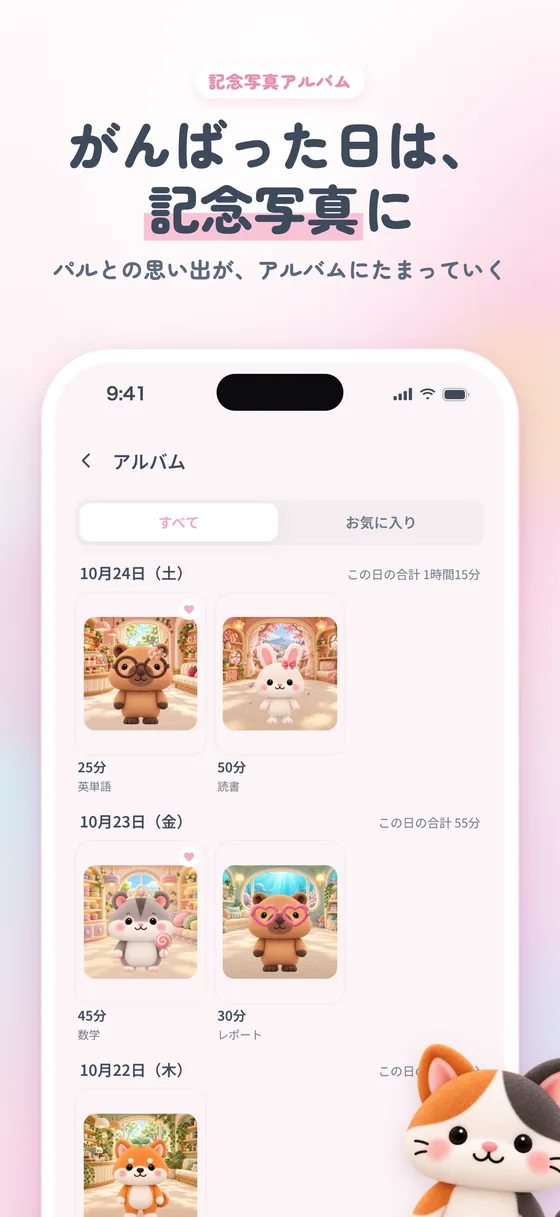 記念写真アルバム
がんばった日は、
記念写真に
パルとの思い出が、アルバムにたまっていく
9:41
アルバム
すべて
お気に入り
10月24日（土）
この日の合計 1時間15分
25分
50分
英単語
読書
10月23日（金）
この日の合計 55分
45分
30分
数学
レポート
10月22日（木）
この日